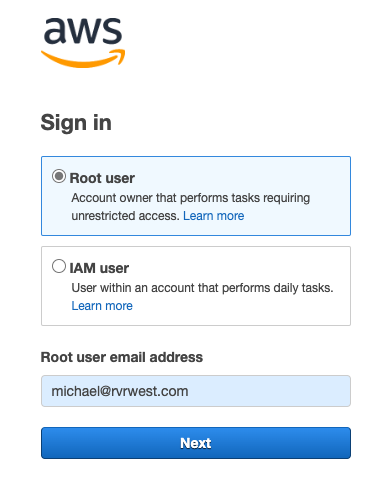 aws
Sign in
Root user
Account owner that performs tasks requiring
unrestricted access. Learn more
IAM user
User within an account that performs daily tasks.
Learn more
Root user email address
michael@rvrwest.com
Next